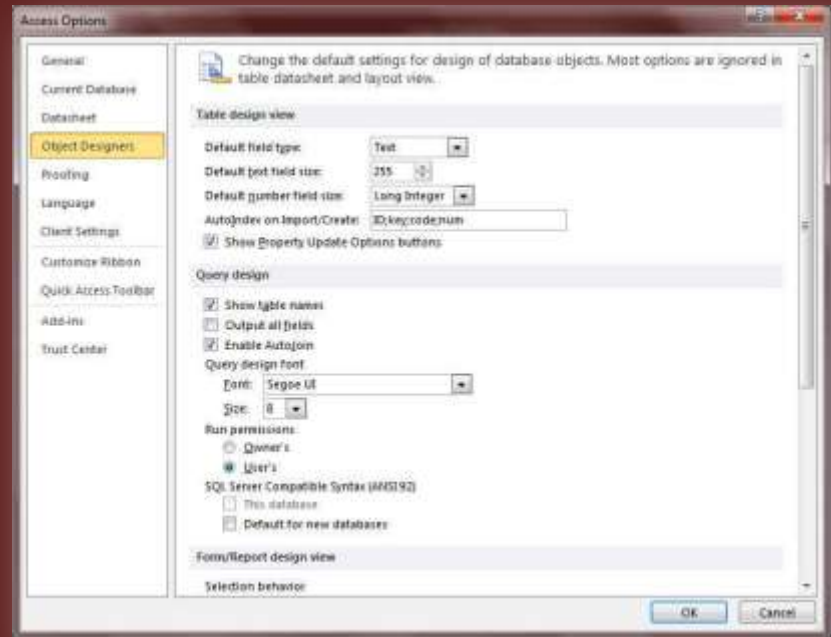 Access Options
General
Current Database
Datasheet
Object Designers
Proofing
Language
Client Settings
Customize Ribbon
Quick Access Toolbar
Add-Ins
Trust Center
Change the default settings for design of database objects. Most options are ignored in
table datasheet and layout view.
Table design view
Default field type:
Text
Default text field size:
255
Default number field size:
Long Integer
AutoIndex on Import/Create:
ID;key;code;num
Show Property Update Options buttons
Query design
Show table names
Output all fields
Enable AutoJoin
Query design font
Font:
Segoe UI
Size:
8
Run permissions
Owner's
User's
SQL Server Compatible Syntax (ANSI 92)
This database
Default for new databases
Form/Report design view
Selection behavior
OK
Cancel